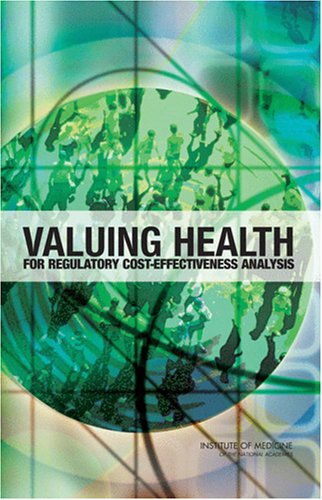 VALUING HEALTH
FOR REGULATORY COST-EFFECTIVENESS ANALYSIS
INSTITUTE OF MEDICINE
OF THE NATIONAL ACADEMIES